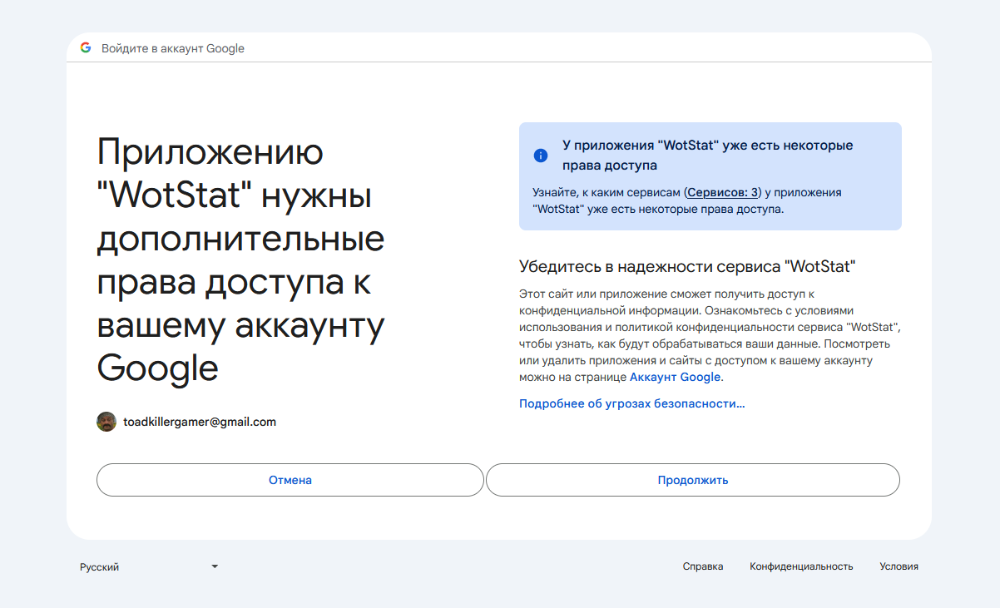 Войдите в аккаунт Google
Приложению
"WotStat" нужны
дополнительные
права доступа к
вашему аккаунту
Google
toadkillergamer@gmail.com
У приложения "WotStat" уже есть некоторые
права доступа
Узнайте, к каким сервисам (Сервисов: 3) у приложения
"WotStat" уже есть некоторые права доступа.
Убедитесь в надежности сервиса "WotStat"
Этот сайт или приложение сможет получить доступ к
конфиденциальной информации. Ознакомьтесь с условиями
использования и политикой конфиденциальности сервиса "WotStat",
чтобы узнать, как будут обрабатываться ваши данные. Посмотреть
или удалить приложения и сайты с доступом к вашему аккаунту
можно на странице Аккаунт Google.
Подробнее об угрозах безопасности…
Отмена
Продолжить
Русский
Справка
Конфиденциальность
Условия